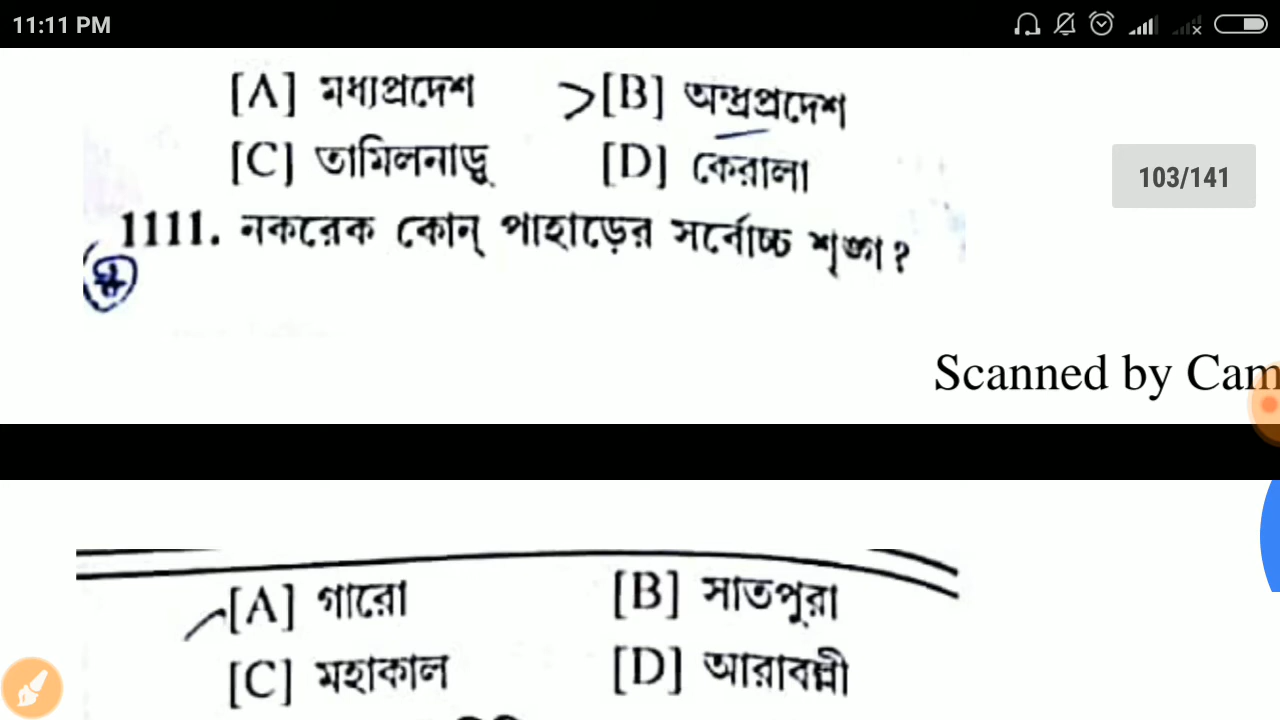 11:11 PM
[A] মধ্যপ্রদেশ [B] অন্ধ্রপ্রদেশ
[C] তামিলনাড়ু [D] কেরালা
103/141
1111. নকরেক কোন্ পাহাড়ের সর্বোচ্চ শৃঙ্গ?
Scanned by Cam
[A] গারো [B] সাতপুরা
[C] মহাকাল [D] আরাবল্লী